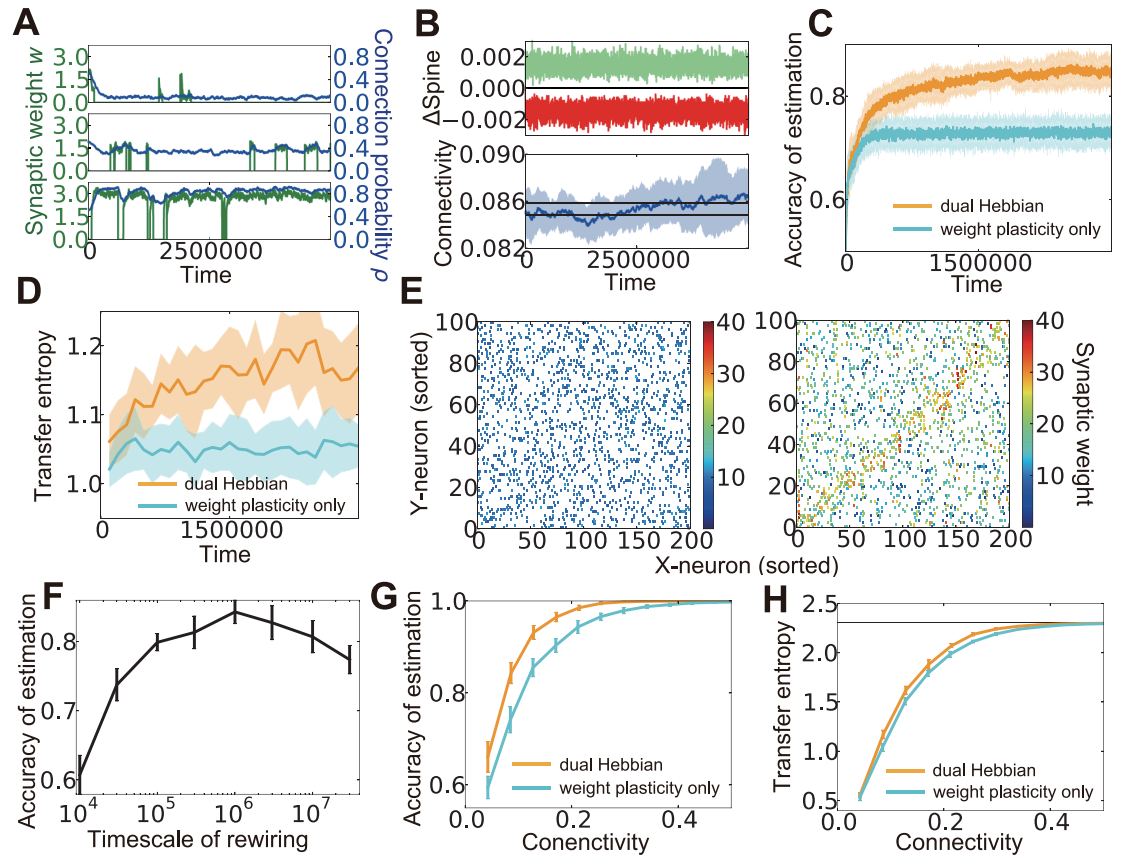 A
Synaptic weight w
3.0
1.5
0.0
3.0
1.5
0.0
3.0
1.5
0.0
0.8
0.4
0.0
0.8
0.4
0.0
0.8
0.4
0.0
Connection probability ρ
0
2500000
Time
B
ΔSpine
0.002
0.000
−0.002
Connectivity
0.090
0.086
0.082
0
2500000
Time
C
Accuracy of estimation
0.8
0.6
dual Hebbian
weight plasticity only
0
1500000
Time
D
Transfer entropy
1.2
1.1
1.0
dual Hebbian
weight plasticity only
0
1500000
Time
E
Y-neuron (sorted)
100
80
60
40
20
0
0 50 100 150 200
40
30
20
10
100
80
60
40
20
0
0 50 100 150 200
40
30
20
10
Synaptic weight
X-neuron (sorted)
F
Accuracy of estimation
0.8
0.7
0.6
10⁴ 10⁵ 10⁶ 10⁷
Timescale of rewiring
G
Accuracy of estimation
1.0
0.8
0.6
dual Hebbian
weight plasticity only
0.0 0.2 0.4
Conenctivity
H
Transfer entropy
2.5
2.0
1.5
1.0
0.5
dual Hebbian
weight plasticity only
0.0 0.2 0.4
Connectivity